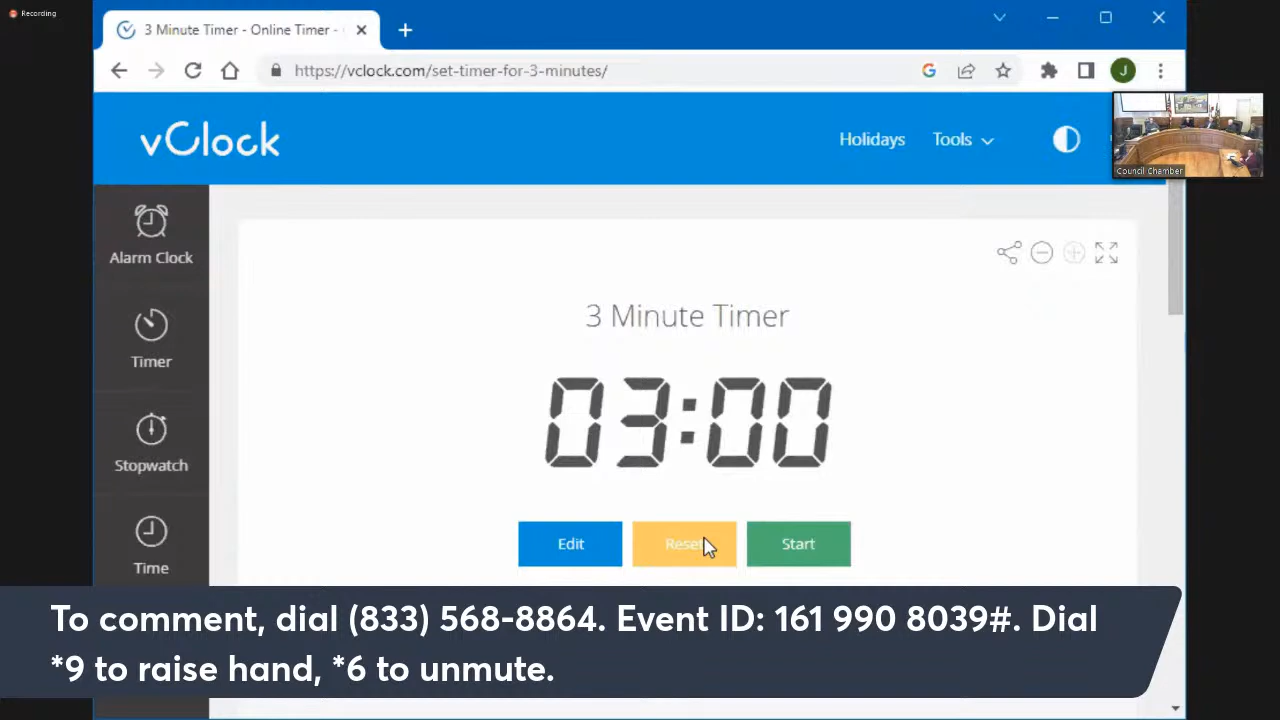 Recording
3 Minute Timer - Online Timer -
https://vclock.com/set-timer-for-3-minutes/
G
J
vClock
Holidays
Tools
Council Chamber
Alarm Clock
Timer
Stopwatch
Time
3 Minute Timer
03:00
Edit
Reset
Start
To comment, dial (833) 568-8864. Event ID: 161 990 8039#. Dial
*9 to raise hand, *6 to unmute.